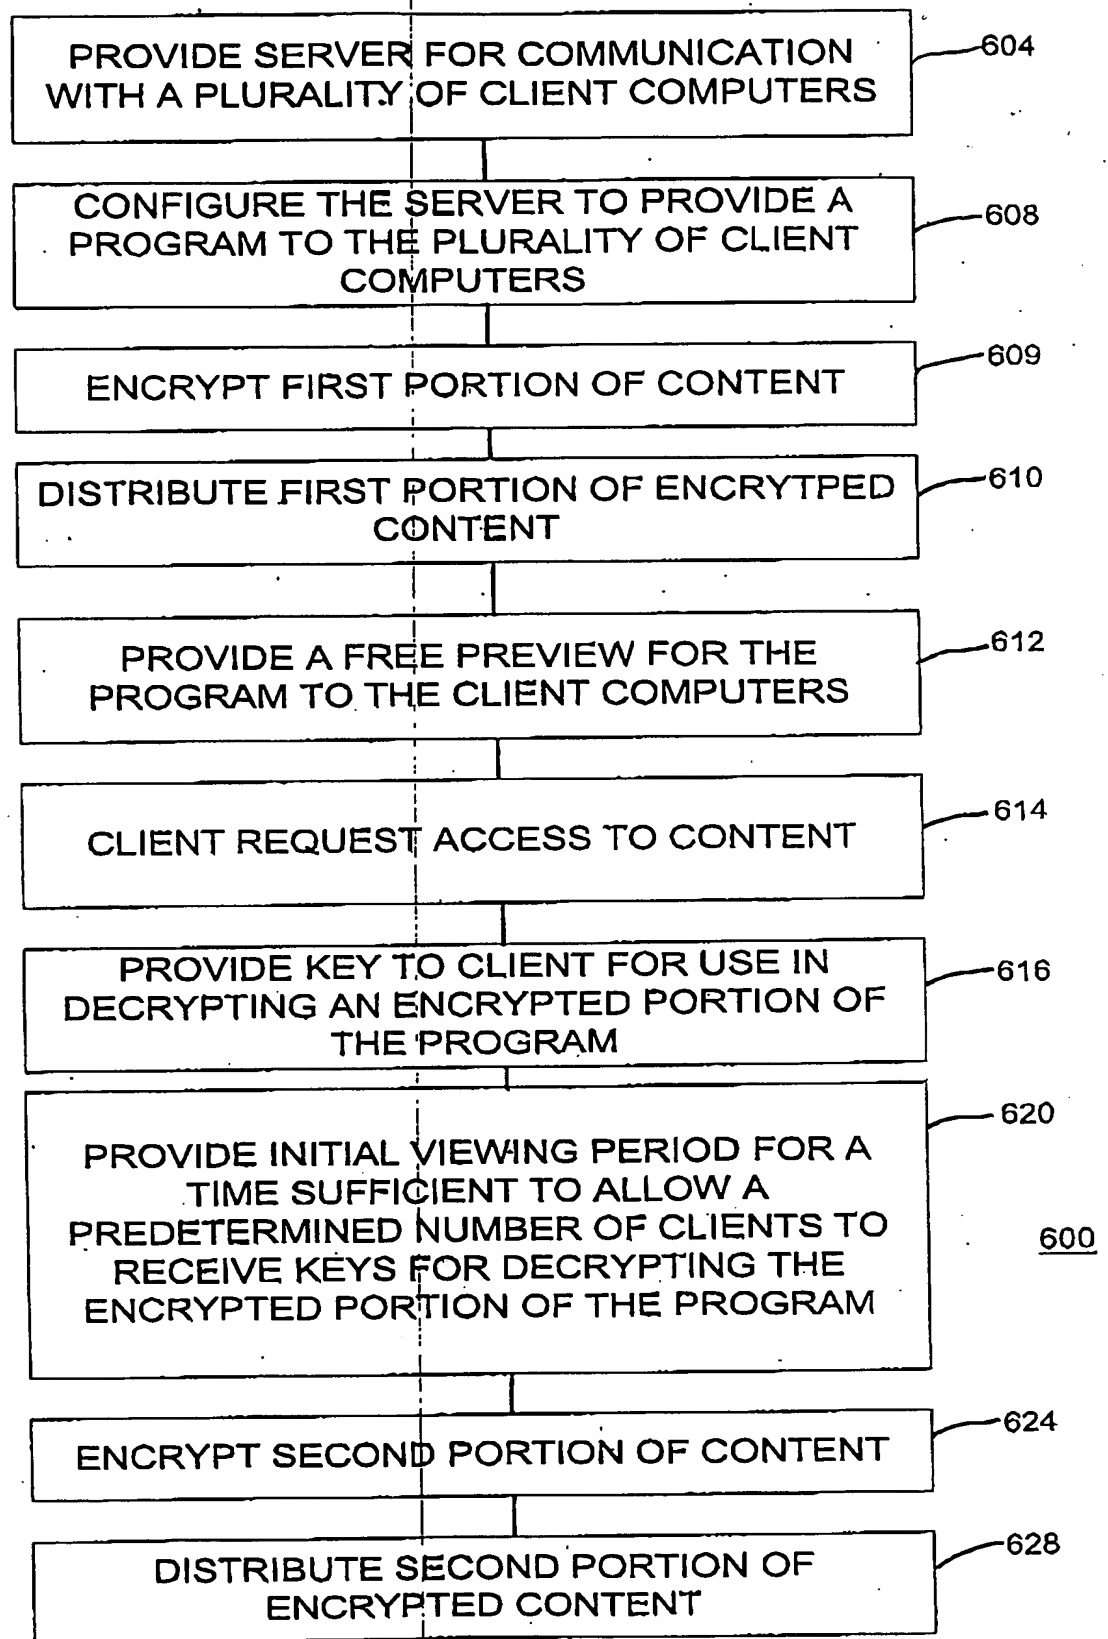 PROVIDE SERVER FOR COMMUNICATION
WITH A PLURALITY OF CLIENT COMPUTERS
604
CONFIGURE THE SERVER TO PROVIDE A
PROGRAM TO THE PLURALITY OF CLIENT
COMPUTERS
608
ENCRYPT FIRST PORTION OF CONTENT
609
DISTRIBUTE FIRST PORTION OF ENCRYTPED
CONTENT
610
PROVIDE A FREE PREVIEW FOR THE
PROGRAM TO THE CLIENT COMPUTERS
612
CLIENT REQUEST ACCESS TO CONTENT
614
PROVIDE KEY TO CLIENT FOR USE IN
DECRYPTING AN ENCRYPTED PORTION OF
THE PROGRAM
616
PROVIDE INITIAL VIEWING PERIOD FOR A
TIME SUFFICIENT TO ALLOW A
PREDETERMINED NUMBER OF CLIENTS TO
RECEIVE KEYS FOR DECRYPTING THE
ENCRYPTED PORTION OF THE PROGRAM
620
600
ENCRYPT SECOND PORTION OF CONTENT
624
DISTRIBUTE SECOND PORTION OF
ENCRYPTED CONTENT
628